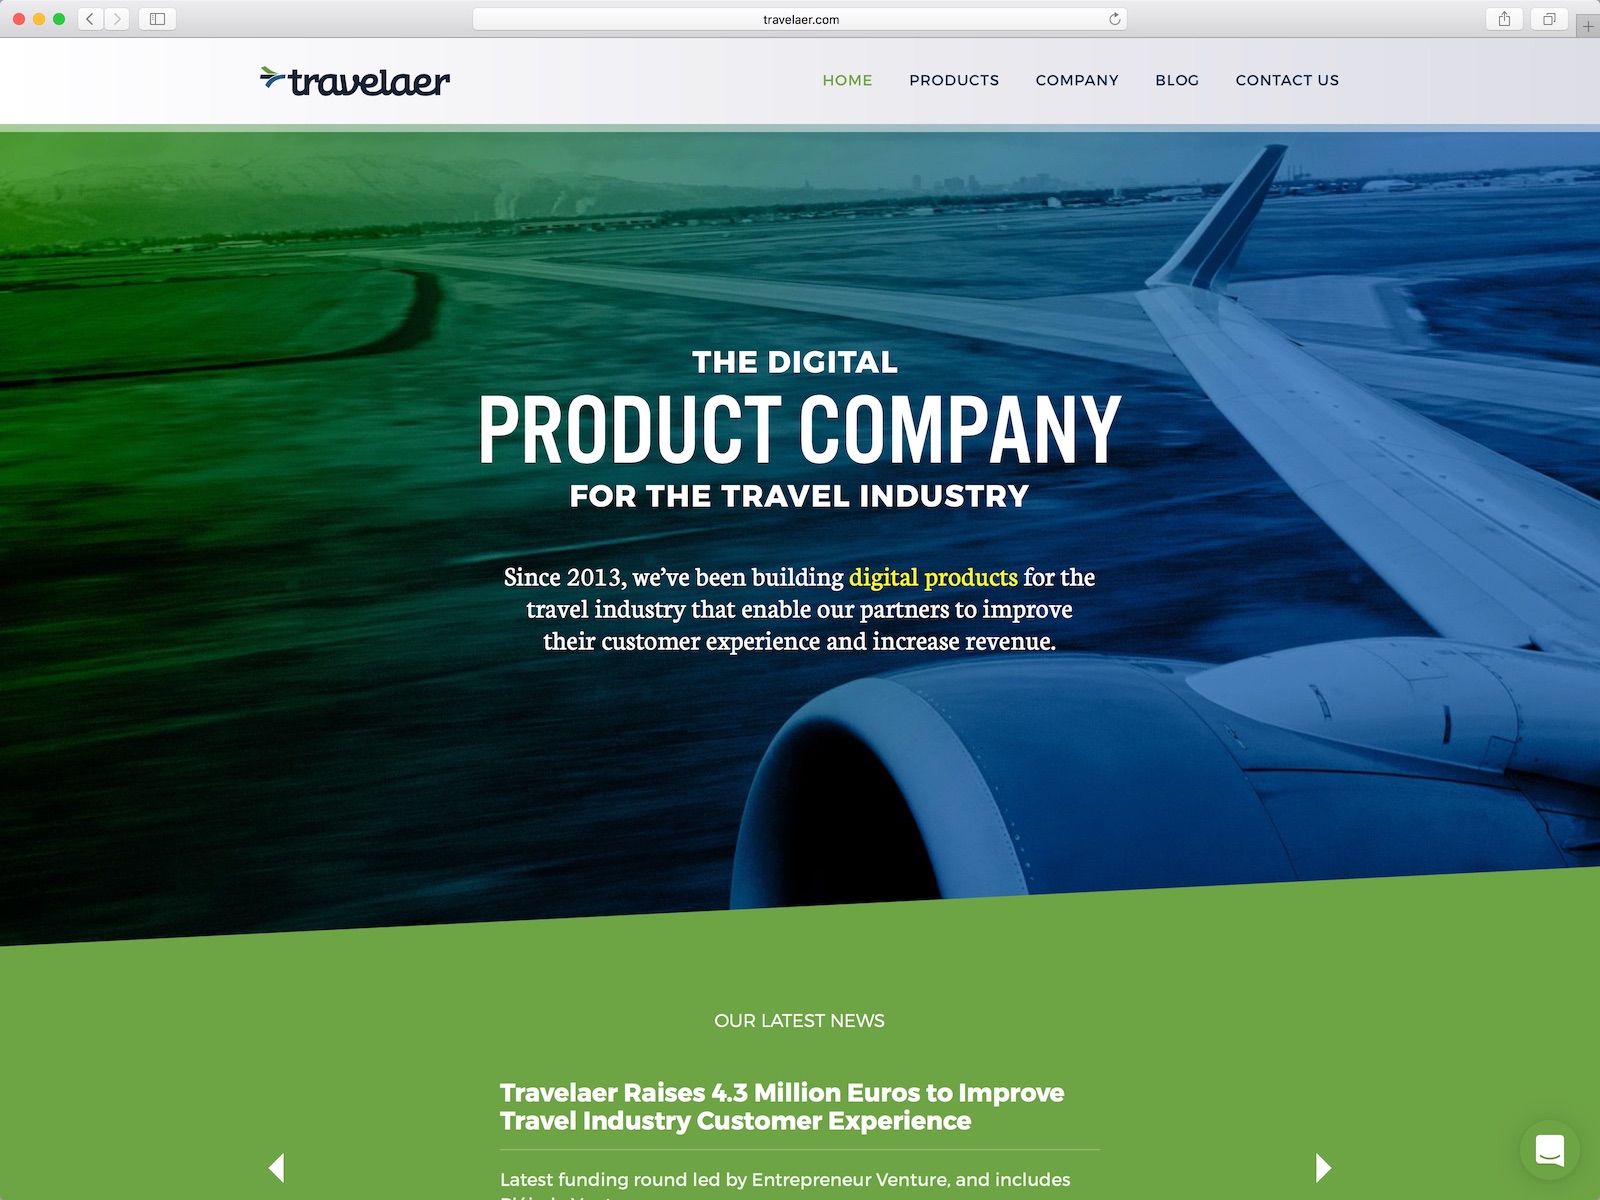 travelaer.com
travelaer
HOME PRODUCTS COMPANY BLOG CONTACT US
THE DIGITAL
PRODUCT COMPANY
FOR THE TRAVEL INDUSTRY
Since 2013, we've been building digital products for the
travel industry that enable our partners to improve
their customer experience and increase revenue.
OUR LATEST NEWS
Travelaer Raises 4.3 Million Euros to Improve
Travel Industry Customer Experience
Latest funding round led by Entrepreneur Venture, and includes